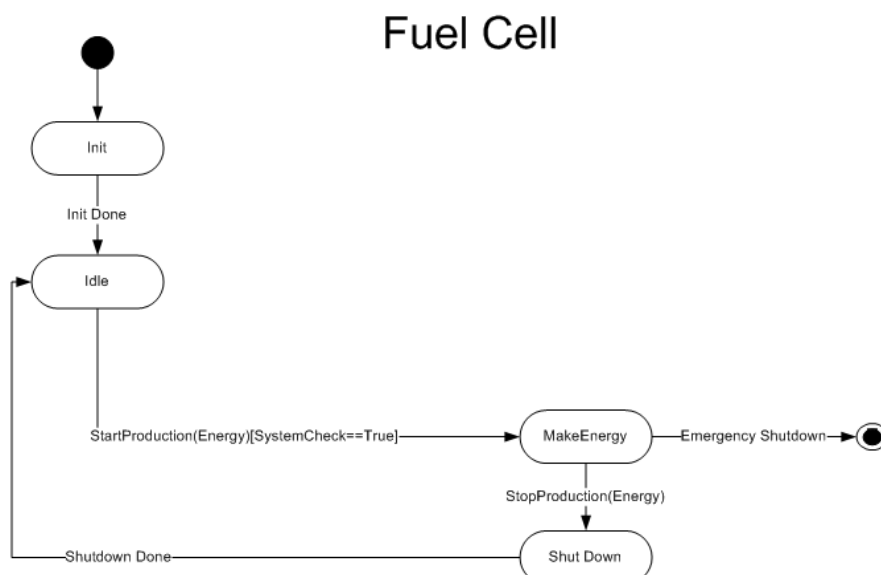 Fuel Cell
Init
Init Done
Idle
StartProduction(Energy)[SystemCheck==True]
MakeEnergy
Emergency Shutdown
StopProduction(Energy)
Shutdown Done
Shut Down